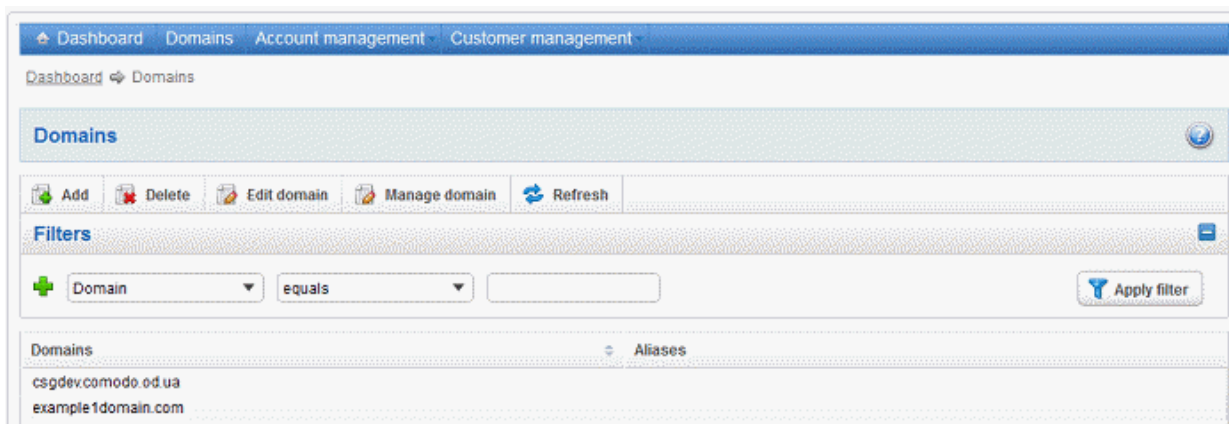 Dashboard Domains Account management Customer management
Dashboard Domains
Domains
Add Delete Edit domain Manage domain Refresh
Filters
Domain equals Apply filter
Domains Aliases
csgdev.comodo.od.ua
example1domain.com